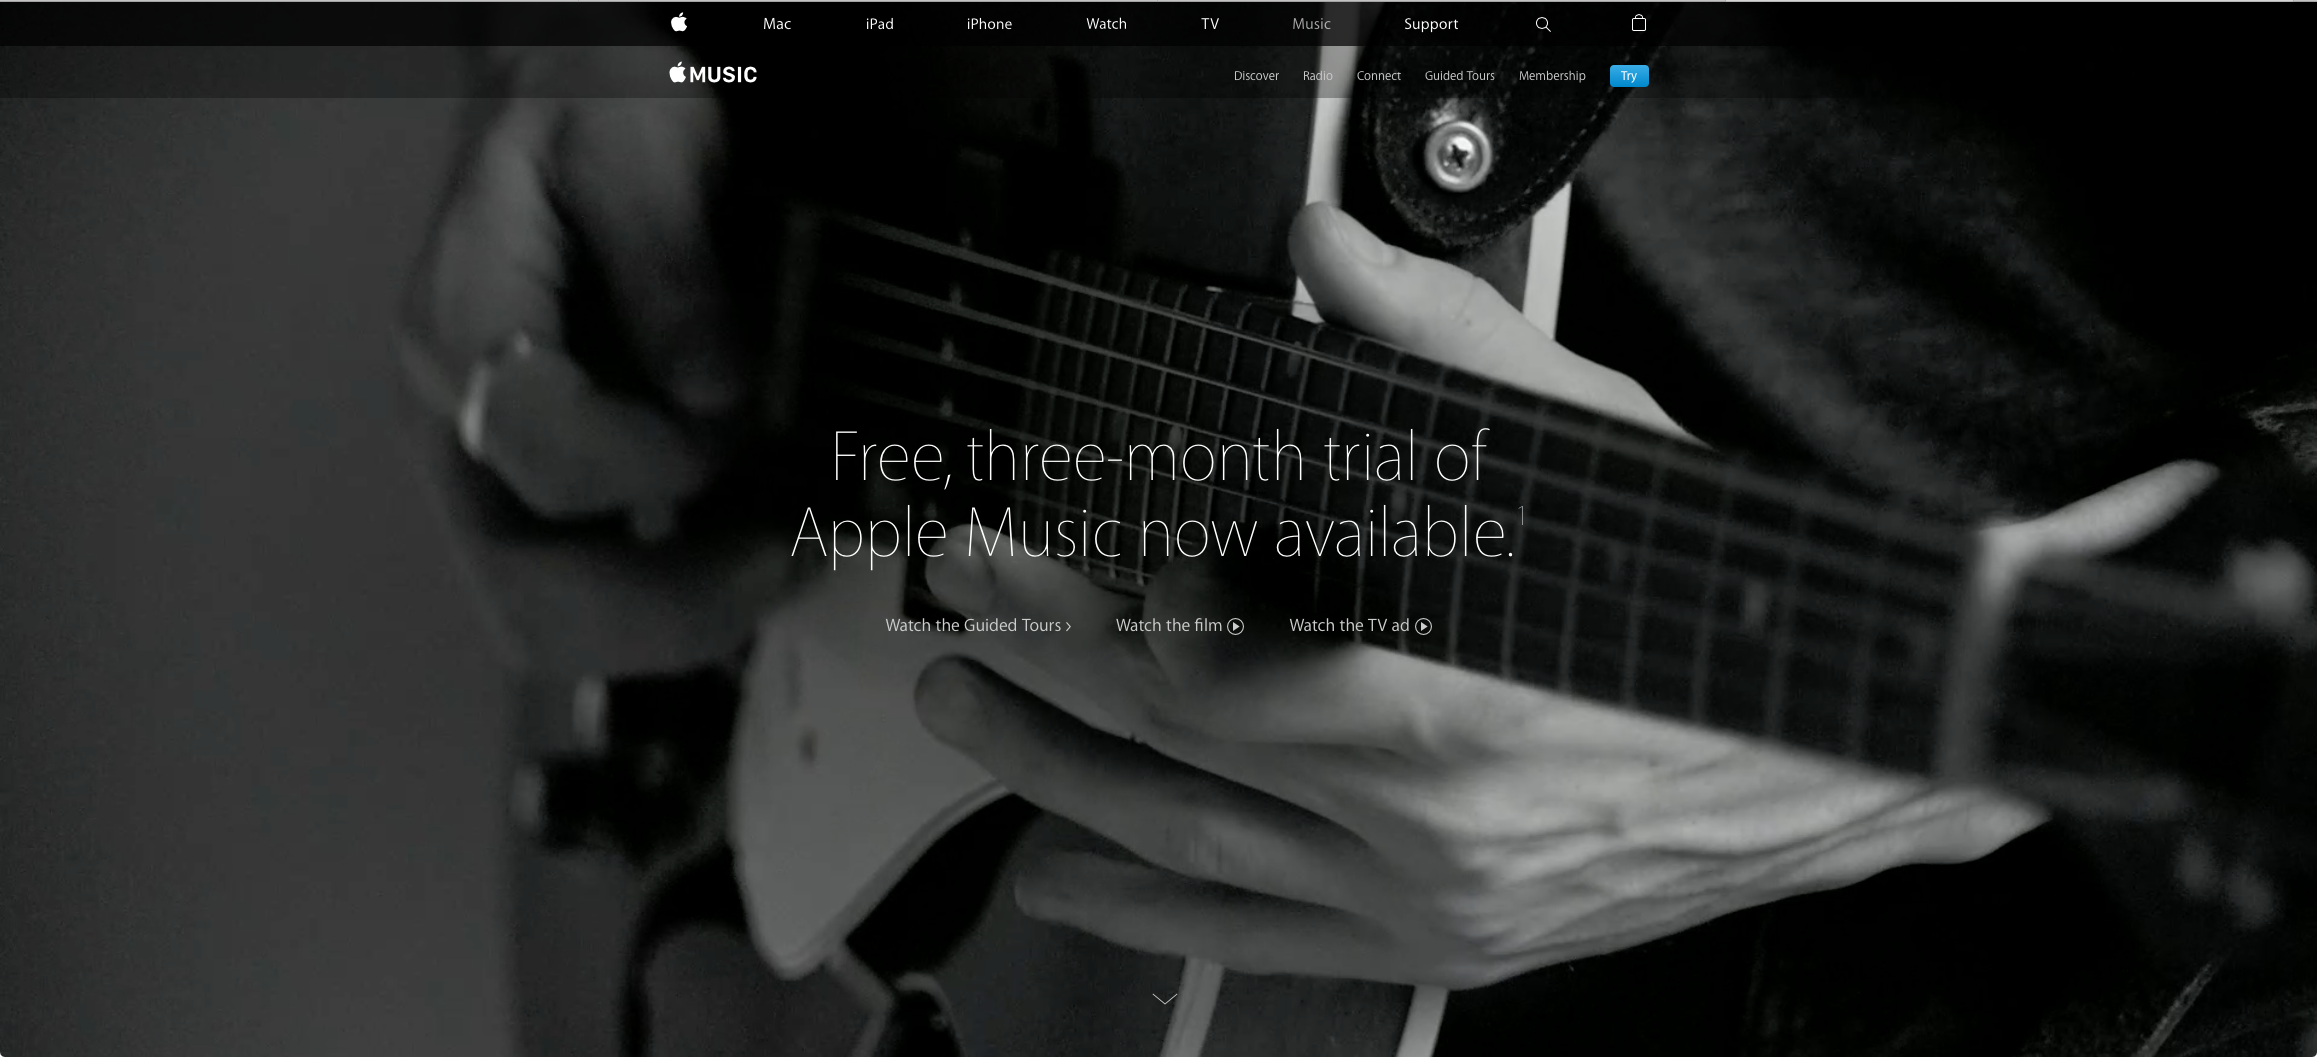 Mac iPad iPhone Watch TV Music Support
MUSIC
Discover Radio Connect Guided Tours Membership Try
Free, three-month trial of
Apple Music now available.1
Watch the Guided Tours › Watch the film Watch the TV ad